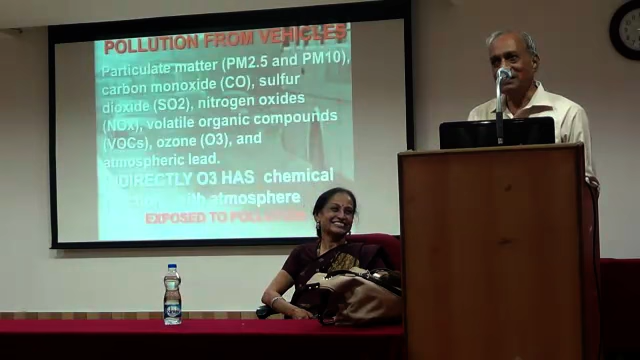 POLLUTION FROM VEHICLES
Particulate matter (PM2.5 and PM10),
carbon monoxide (CO), sulfur
dioxide (SO2), nitrogen oxides
(NOx), volatile organic compounds
(VOCs), ozone (O3), and
atmospheric lead.
DIRECTLY O3 HAS chemical
with atmosphere
EXPOSED TO